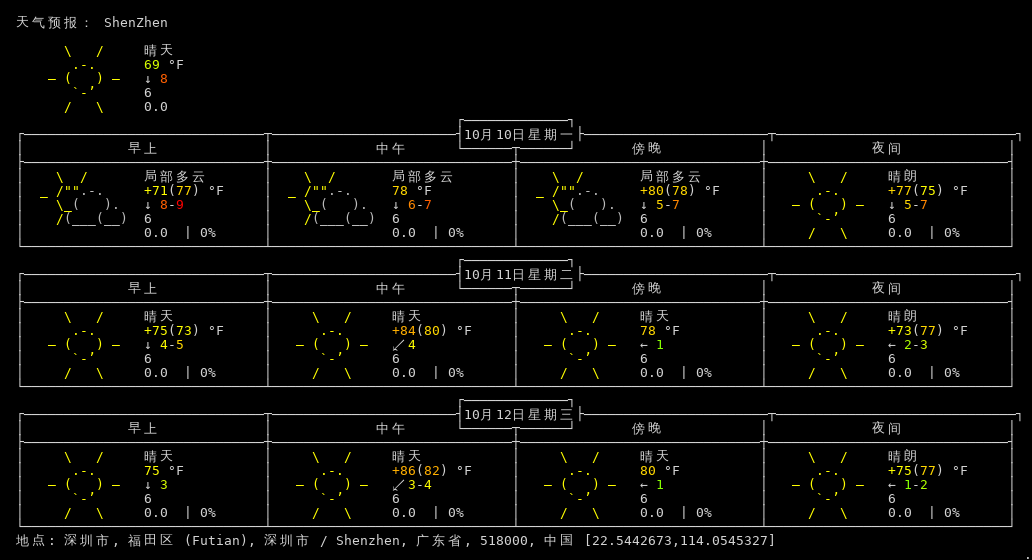 天气预报: ShenZhen
晴天
69 °F
↓ 8
6
0.0
10月10日星期一
早上 中午 傍晚 夜间
局部多云 局部多云 局部多云 晴朗
+71(77) °F 78 °F +80(78) °F +77(75) °F
↓ 8-9 ↓ 6-7 ↓ 5-7 ↓ 5-7
6 6 6 6
0.0 | 0% 0.0 | 0% 0.0 | 0% 0.0 | 0%
10月11日星期二
早上 中午 傍晚 夜间
晴天 晴天 晴天 晴朗
+75(73) °F +84(80) °F 78 °F +73(77) °F
↓ 4-5 ↙ 4 ← 1 ← 2-3
6 6 6 6
0.0 | 0% 0.0 | 0% 0.0 | 0% 0.0 | 0%
10月12日星期三
早上 中午 傍晚 夜间
晴天 晴天 晴天 晴朗
75 °F +86(82) °F 80 °F +75(77) °F
↓ 3 ↙ 3-4 ← 1 ← 1-2
6 6 6 6
0.0 | 0% 0.0 | 0% 0.0 | 0% 0.0 | 0%
地点: 深圳市, 福田区 (Futian), 深圳市 / Shenzhen, 广东省, 518000, 中国 [22.5442673,114.0545327]